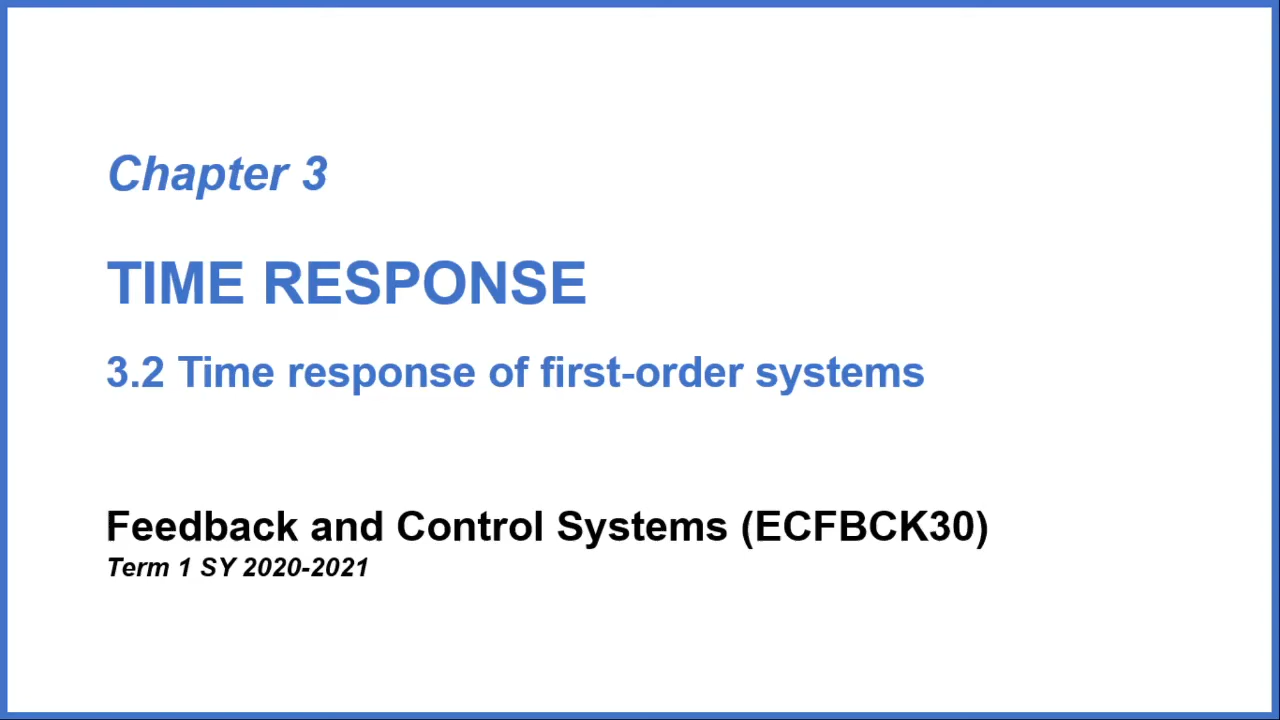 Chapter 3
TIME RESPONSE
3.2 Time response of first-order systems
Feedback and Control Systems (ECFBCK30)
Term 1 SY 2020-2021